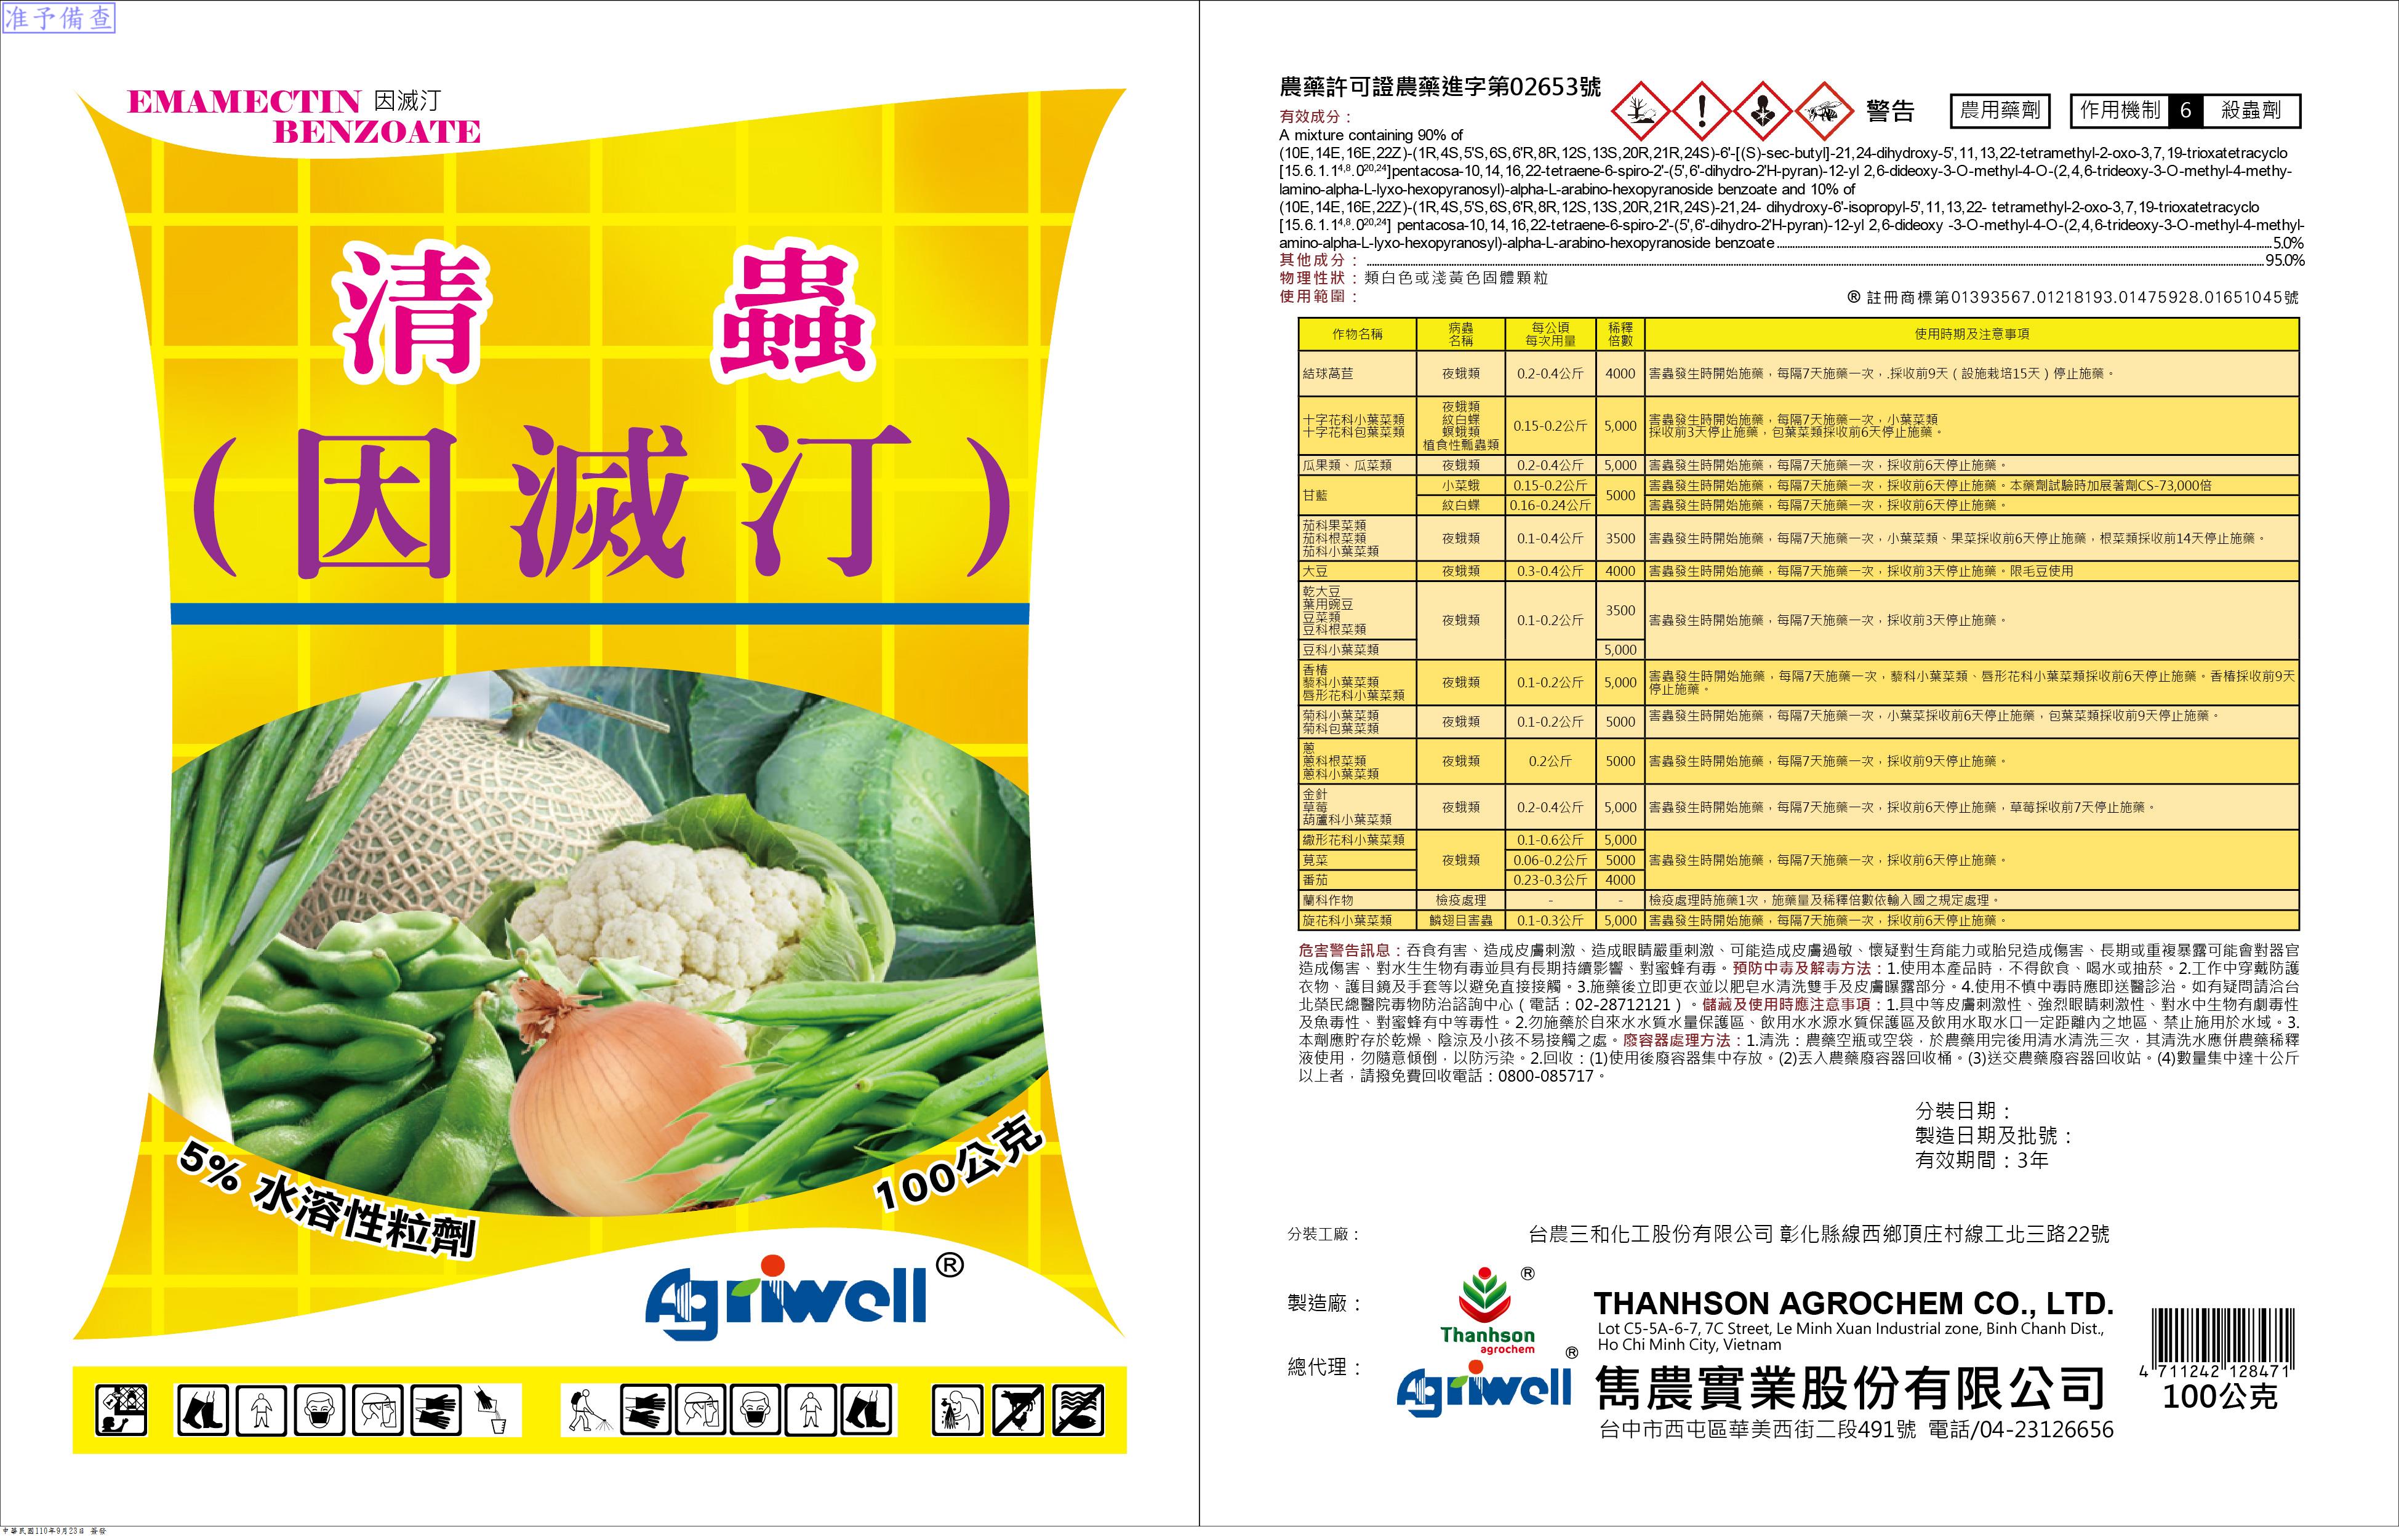 准予備查
EMAMECTIN 因滅汀
BENZOATE
清 蟲
(因滅汀)
5% 水溶性粒劑
100公克
Agriwell®
中華民國110年9月23日 簽發
農藥許可證農藥進字第02653號
警告
農用藥劑
作用機制 6 殺蟲劑
有效成分：
A mixture containing 90% of
(10E,14E,16E,22Z)-(1R,4S,5'S,6S,6'R,8R,12S,13S,20R,21R,24S)-6'-[(S)-sec-butyl]-21,24-dihydroxy-5',11,13,22-tetramethyl-2-oxo-3,7,19-trioxatetracyclo
[15.6.1.1⁴,⁸.0²⁰,²⁴]pentacosa-10,14,16,22-tetraene-6-spiro-2'-(5',6'-dihydro-2'H-pyran)-12-yl 2,6-dideoxy-3-O-methyl-4-O-(2,4,6-trideoxy-3-O-methyl-4-methy-
lamino-alpha-L-lyxo-hexopyranosyl)-alpha-L-arabino-hexopyranoside benzoate and 10% of
(10E,14E,16E,22Z)-(1R,4S,5'S,6S,6'R,8R,12S,13S,20R,21R,24S)-21,24- dihydroxy-6'-isopropyl-5',11,13,22- tetramethyl-2-oxo-3,7,19-trioxatetracyclo
[15.6.1.1⁴,⁸.0²⁰,²⁴] pentacosa-10,14,16,22-tetraene-6-spiro-2'-(5',6'-dihydro-2'H-pyran)-12-yl 2,6-dideoxy -3-O-methyl-4-O-(2,4,6-trideoxy-3-O-methyl-4-methyl-
amino-alpha-L-lyxo-hexopyranosyl)-alpha-L-arabino-hexopyranoside benzoate 5.0%
其他成分： 95.0%
物理性狀：類白色或淺黃色固體顆粒
使用範圍：
® 註冊商標第01393567.01218193.01475928.01651045號
作物名稱 病蟲名稱 每公頃每次用量 稀釋倍數 使用時期及注意事項
結球萵苣 夜蛾類 0.2-0.4公斤 4000 害蟲發生時開始施藥，每隔7天施藥一次，.採收前9天（設施栽培15天）停止施藥。
十字花科小葉菜類
十字花科包葉菜類
夜蛾類
紋白蝶
螟蛾類
植食性瓢蟲類
0.15-0.2公斤 5,000 害蟲發生時開始施藥，每隔7天施藥一次，小葉菜類
採收前3天停止施藥，包葉菜類採收前6天停止施藥。
瓜果類、瓜菜類 夜蛾類 0.2-0.4公斤 5,000 害蟲發生時開始施藥，每隔7天施藥一次，採收前6天停止施藥。
甘藍 小菜蛾 0.15-0.2公斤 5000 害蟲發生時開始施藥，每隔7天施藥一次，採收前6天停止施藥。本藥劑試驗時加展著劑CS-73,000倍
紋白蝶 0.16-0.24公斤 害蟲發生時開始施藥，每隔7天施藥一次，採收前6天停止施藥。
茄科果菜類
茄科根菜類
茄科小葉菜類
夜蛾類 0.1-0.4公斤 3500 害蟲發生時開始施藥，每隔7天施藥一次，小葉菜類、果菜採收前6天停止施藥，根菜類採收前14天停止施藥。
大豆 夜蛾類 0.3-0.4公斤 4000 害蟲發生時開始施藥，每隔7天施藥一次，採收前3天停止施藥。限毛豆使用
乾大豆
葉用豌豆
豆菜類
豆科根菜類
夜蛾類 0.1-0.2公斤 3500 害蟲發生時開始施藥，每隔7天施藥一次，採收前3天停止施藥。
豆科小葉菜類 5,000
香椿
藜科小葉菜類
唇形花科小葉菜類
夜蛾類 0.1-0.2公斤 5,000 害蟲發生時開始施藥，每隔7天施藥一次，藜科小葉菜類、唇形花科小葉菜類採收前6天停止施藥。香椿採收前9天
停止施藥。
菊科小葉菜類
菊科包葉菜類
夜蛾類 0.1-0.2公斤 5000 害蟲發生時開始施藥，每隔7天施藥一次，小葉菜採收前6天停止施藥，包葉菜類採收前9天停止施藥。
蔥
蔥科根菜類
蔥科小葉菜類
夜蛾類 0.2公斤 5000 害蟲發生時開始施藥，每隔7天施藥一次，採收前9天停止施藥。
金針
草莓
葫蘆科小葉菜類
夜蛾類 0.2-0.4公斤 5,000 害蟲發生時開始施藥，每隔7天施藥一次，採收前6天停止施藥，草莓採收前7天停止施藥。
繖形花科小葉菜類 0.1-0.6公斤 5,000
莧菜 夜蛾類 0.06-0.2公斤 5000 害蟲發生時開始施藥，每隔7天施藥一次，採收前6天停止施藥。
番茄 0.23-0.3公斤 4000
蘭科作物 檢疫處理 - - 檢疫處理時施藥1次，施藥量及稀釋倍數依輸入國之規定處理。
旋花科小葉菜類 鱗翅目害蟲 0.1-0.3公斤 5,000 害蟲發生時開始施藥，每隔7天施藥一次，採收前6天停止施藥。
危害警告訊息：吞食有害、造成皮膚刺激、造成眼睛嚴重刺激、可能造成皮膚過敏、懷疑對生育能力或胎兒造成傷害、長期或重複暴露可能會對器官
造成傷害、對水生生物有毒並具有長期持續影響、對蜜蜂有毒。預防中毒及解毒方法：1.使用本產品時，不得飲食、喝水或抽菸。2.工作中穿戴防護
衣物、護目鏡及手套等以避免直接接觸。3.施藥後立即更衣並以肥皂水清洗雙手及皮膚曝露部分。4.使用不慎中毒時應即送醫診治。如有疑問請洽台
北榮民總醫院毒物防治諮詢中心（電話：02-28712121）。儲藏及使用時應注意事項：1.具中等皮膚刺激性、強烈眼睛刺激性、對水中生物有劇毒性
及魚毒性、對蜜蜂有中等毒性。2.勿施藥於自來水水質水量保護區、飲用水水源水質保護區及飲用水取水口一定距離內之地區、禁止施用於水域。3.
本劑應貯存於乾燥、陰涼及小孩不易接觸之處。廢容器處理方法：1.清洗：農藥空瓶或空袋，於農藥用完後用清水清洗三次，其清洗水應併農藥稀釋
液使用，勿隨意傾倒，以防污染。2.回收：(1)使用後廢容器集中存放。(2)丟入農藥廢容器回收桶。(3)送交農藥廢容器回收站。(4)數量集中達十公斤
以上者，請撥免費回收電話：0800-085717。
分裝日期：
製造日期及批號：
有效期間：3年
分裝工廠： 台農三和化工股份有限公司 彰化縣線西鄉頂庄村線工北三路22號
製造廠：
Thanhson®
agrochem
THANHSON AGROCHEM CO., LTD.
Lot C5-5A-6-7, 7C Street, Le Minh Xuan Industrial zone, Binh Chanh Dist.,
Ho Chi Minh City, Vietnam
總代理：
Agriwell®
雋農實業股份有限公司
台中市西屯區華美西街二段491號 電話/04-23126656
4 711242 128471
100公克